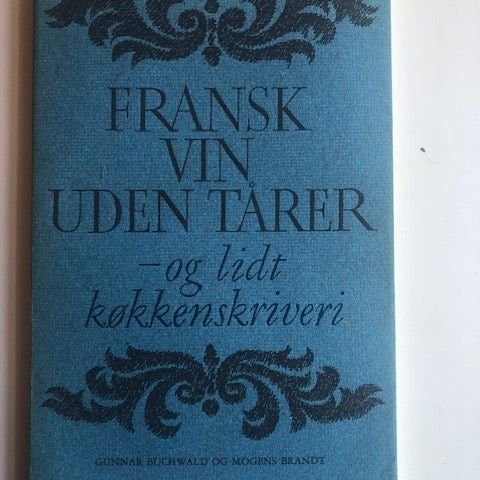 FRANSK
VIN
UDEN TÅRER
– og lidt
køkkenskriveri
GUNNAR BUCHWALD OG MOGENS BRANDT